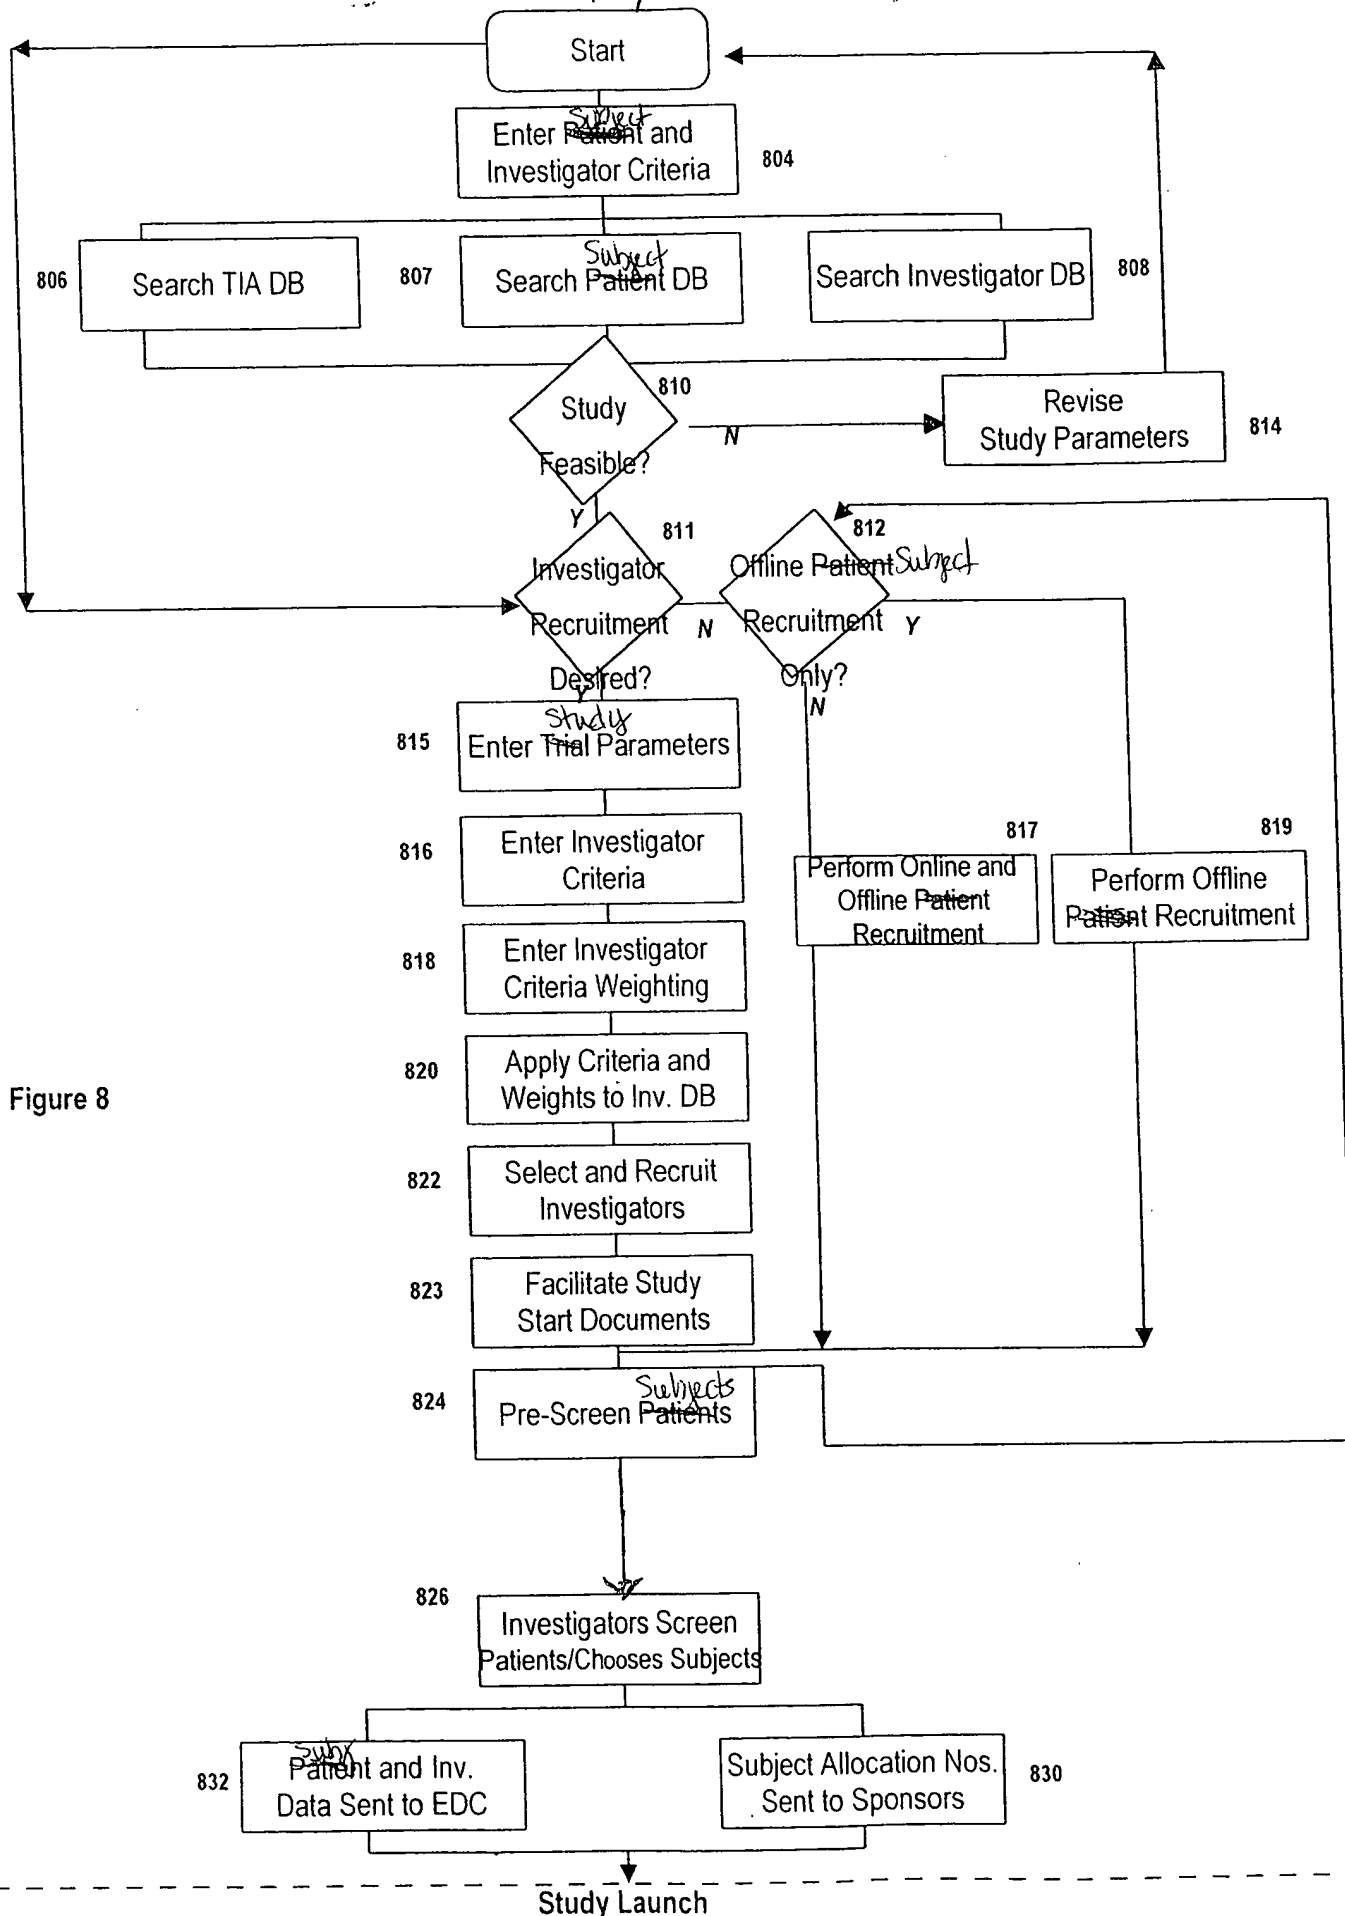 Start
Subject
Enter Patient and
Investigator Criteria
804
806
Search TIA DB
807
Subject
Search Patient DB
Search Investigator DB
808
810
Study
Feasible?
N
Y
Revise
Study Parameters
814
811
Investigator
Recruitment
Desired?
N
Y
812
Offline Patient Subject
Recruitment
Only?
Y
N
815
Study
Enter Trial Parameters
816
Enter Investigator
Criteria
817
Perform Online and
Offline Patient
Recruitment
819
Perform Offline
Patient Recruitment
818
Enter Investigator
Criteria Weighting
820
Apply Criteria and
Weights to Inv. DB
Figure 8
822
Select and Recruit
Investigators
823
Facilitate Study
Start Documents
824
Subjects
Pre-Screen Patients
826
Investigators Screen
Patients/Chooses Subjects
832
Subj
Patient and Inv.
Data Sent to EDC
Subject Allocation Nos.
Sent to Sponsors
830
Study Launch